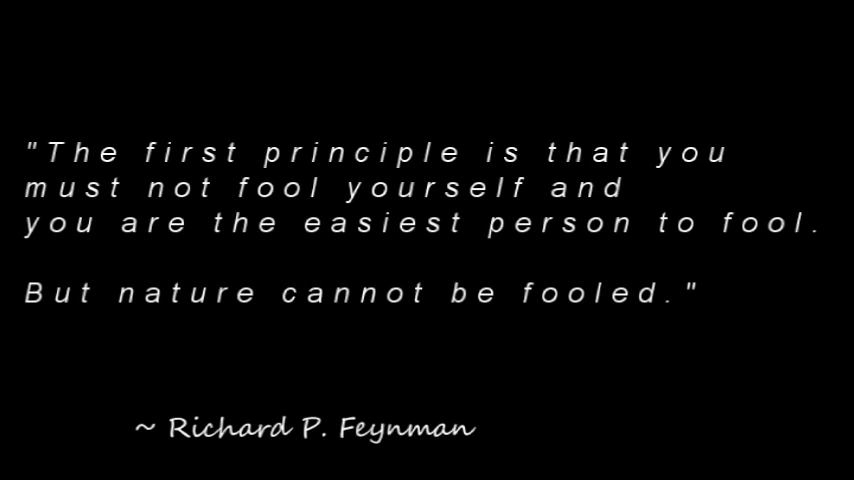 "The first principle is that you
must not fool yourself and
you are the easiest person to fool.
But nature cannot be fooled."
~ Richard P. Feynman